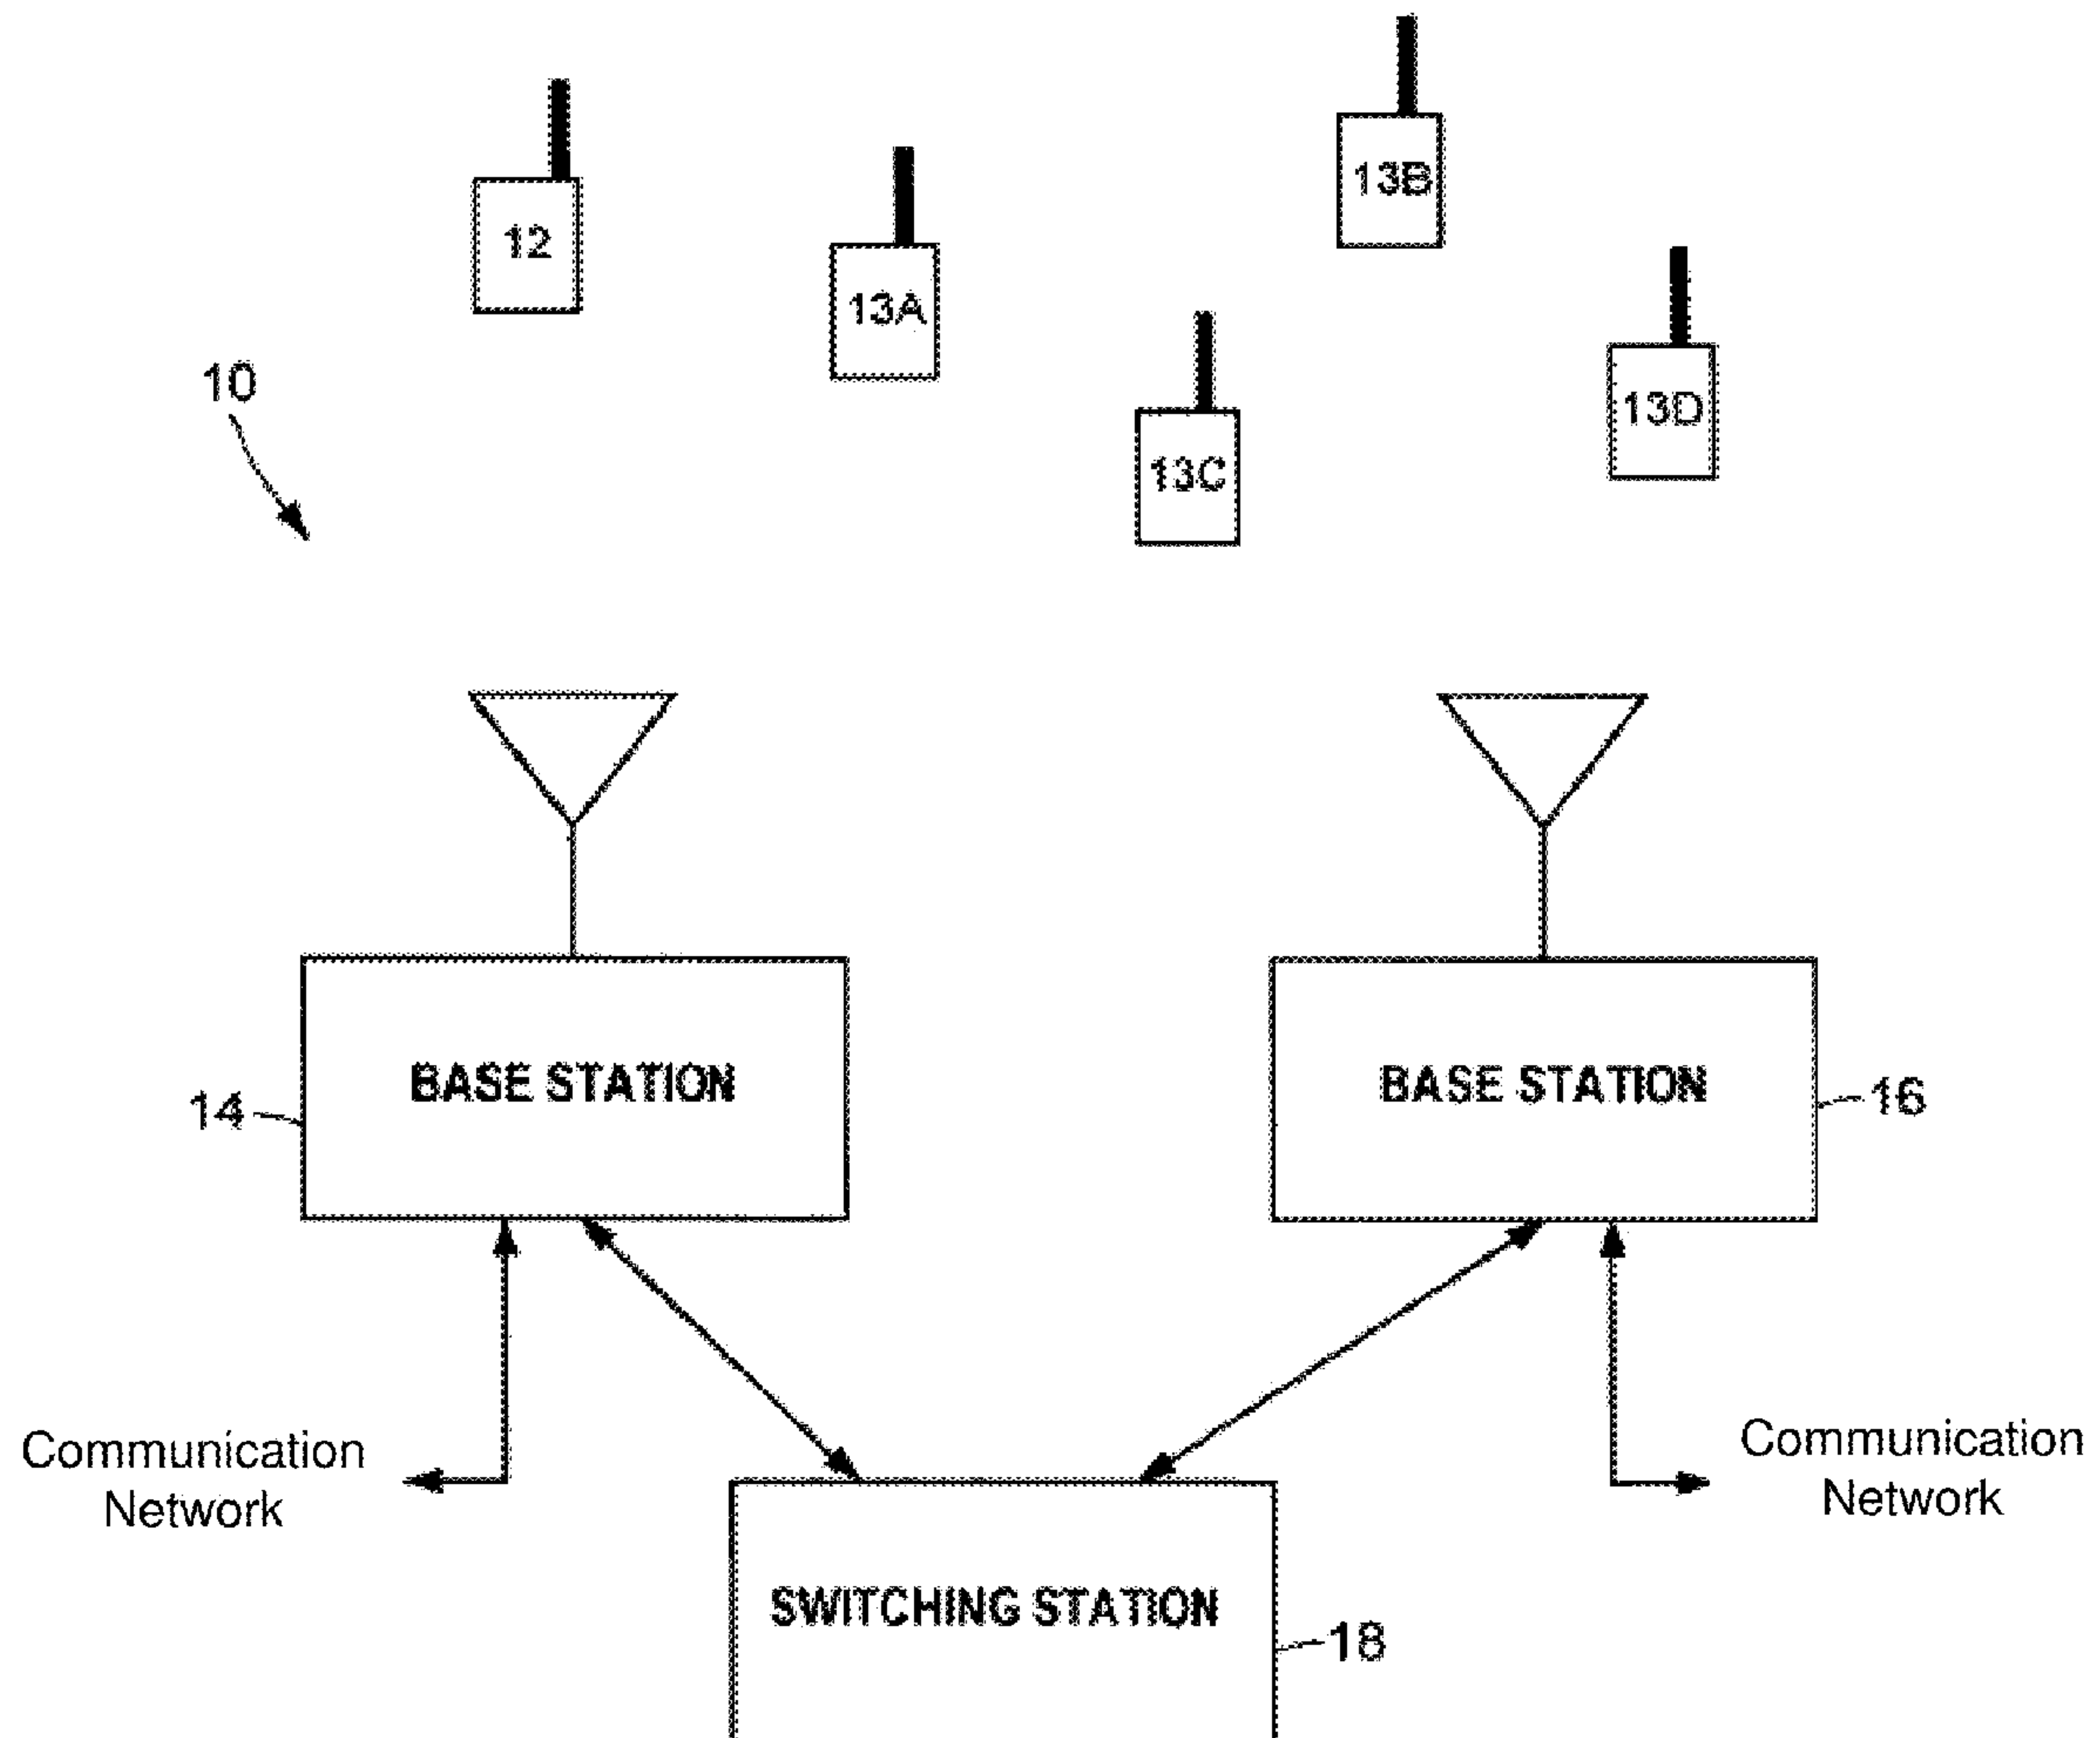 13B
12
13A
10
13D
13C
BASE STATION
BASE STATION
14
16
Communication
Network
Communication
Network
SWITCHING STATION
18